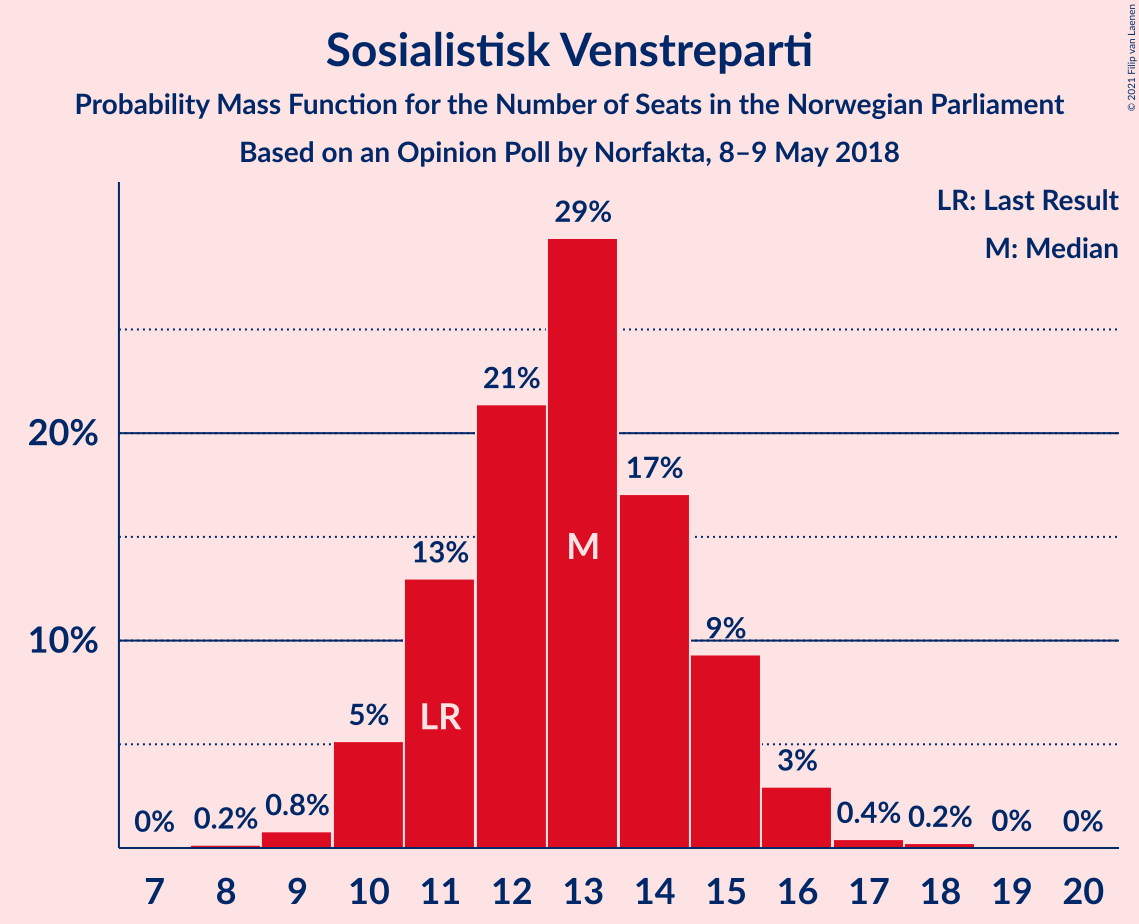 Sosialistisk Venstreparti
Probability Mass Function for the Number of Seats in the Norwegian Parliament
Based on an Opinion Poll by Norfakta, 8–9 May 2018
© 2021 Filip van Laenen
LR: Last Result
M: Median
20%
10%
0%
0.2%
0.8%
5%
13%
21%
29%
17%
9%
3%
0.4%
0.2%
0%
0%
LR
M
7 8 9 10 11 12 13 14 15 16 17 18 19 20